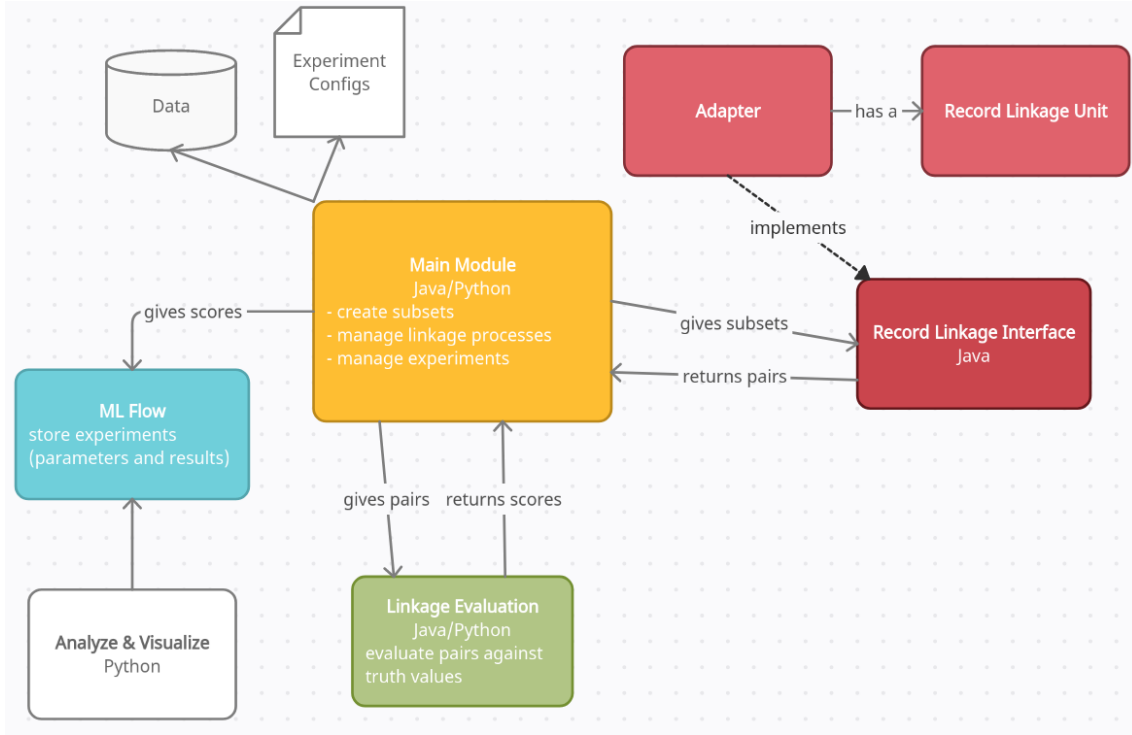 Data
Experiment
Configs
Adapter
has a
Record Linkage Unit
implements
Main Module
Java/Python
- create subsets
- manage linkage processes
- manage experiments
gives scores
gives subsets
returns pairs
Record Linkage Interface
Java
ML Flow
store experiments
(parameters and results)
gives pairs
returns scores
Analyze & Visualize
Python
Linkage Evaluation
Java/Python
evaluate pairs against
truth values